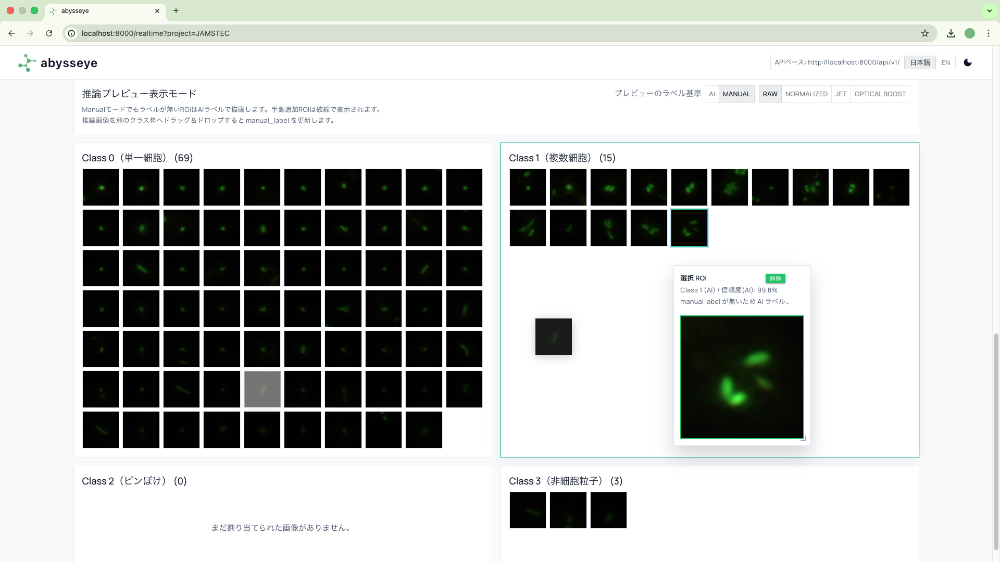 abysseye
localhost:8000/realtime?project=JAMSTEC
abysseye
APIベース: http://localhost:8000/api/v1/
日本語
EN
推論プレビュー表示モード
プレビューのラベル基準
AI
MANUAL
RAW
NORMALIZED
JET
OPTICAL BOOST
Manualモードでもラベルが無いROIはAIラベルで描画します。手動追加ROIは破線で表示されます。
推論画像を別のクラス枠へドラッグ＆ドロップすると manual_label を更新します。
Class 0（単一細胞） (69)
Class 1（複数細胞） (15)
選択 ROI
解除
Class 1 (AI) / 信頼度(AI): 99.8%
manual label が無いため AI ラベル...
Class 2（ピンぼけ） (0)
まだ割り当てられた画像がありません。
Class 3（非細胞粒子） (3)